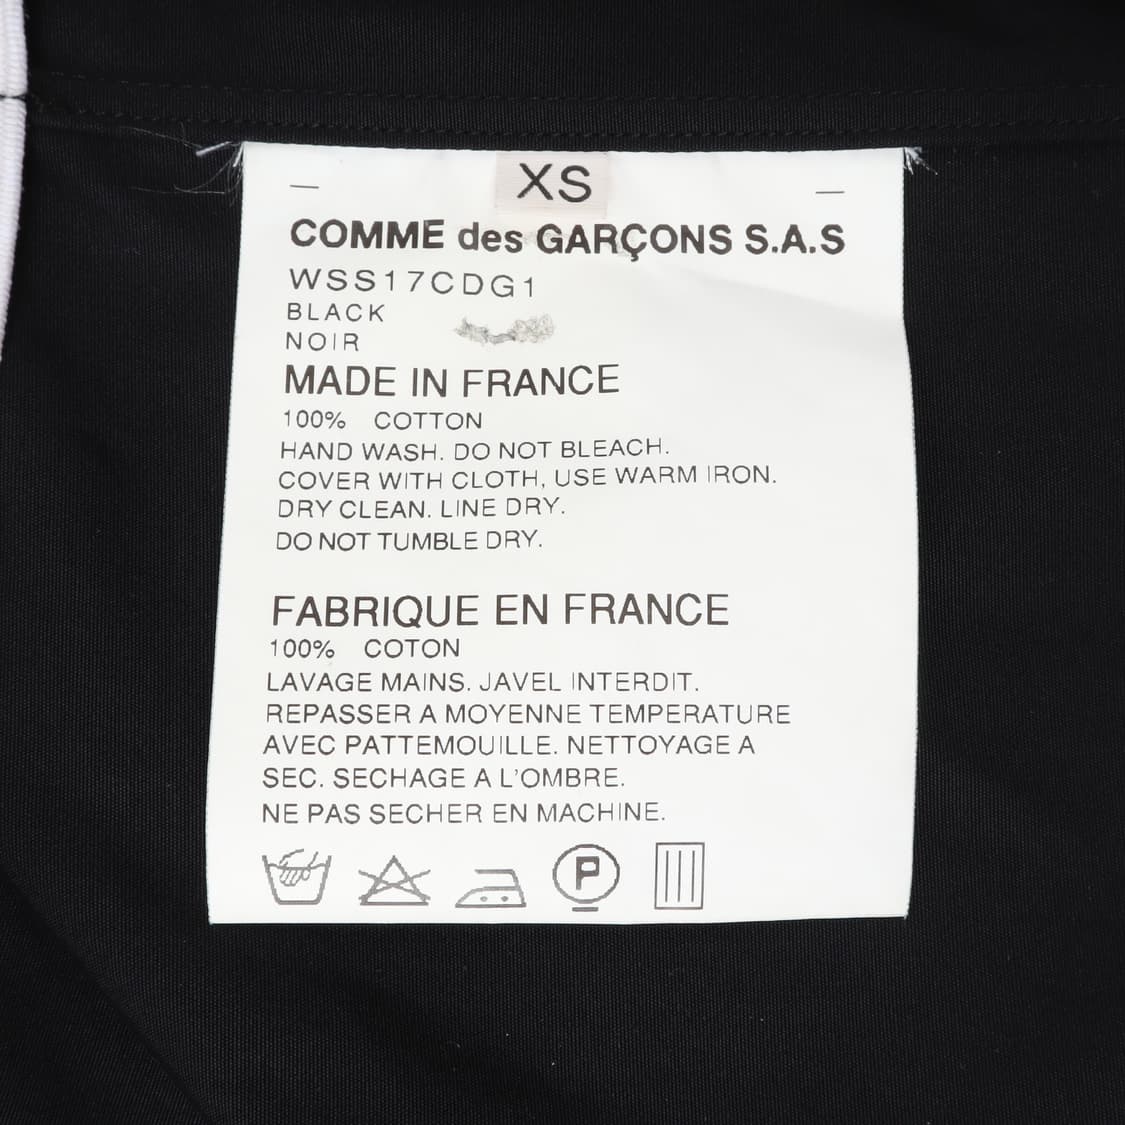 XS
COMME des GARÇONS S.A.S
WSS17CDG1
BLACK
NOIR
MADE IN FRANCE
100% COTTON
HAND WASH. DO NOT BLEACH.
COVER WITH CLOTH, USE WARM IRON.
DRY CLEAN. LINE DRY.
DO NOT TUMBLE DRY.
FABRIQUE EN FRANCE
100% COTON
LAVAGE MAINS. JAVEL INTERDIT.
REPASSER A MOYENNE TEMPERATURE
AVEC PATTEMOUILLE. NETTOYAGE A
SEC. SECHAGE A L'OMBRE.
NE PAS SECHER EN MACHINE.
P